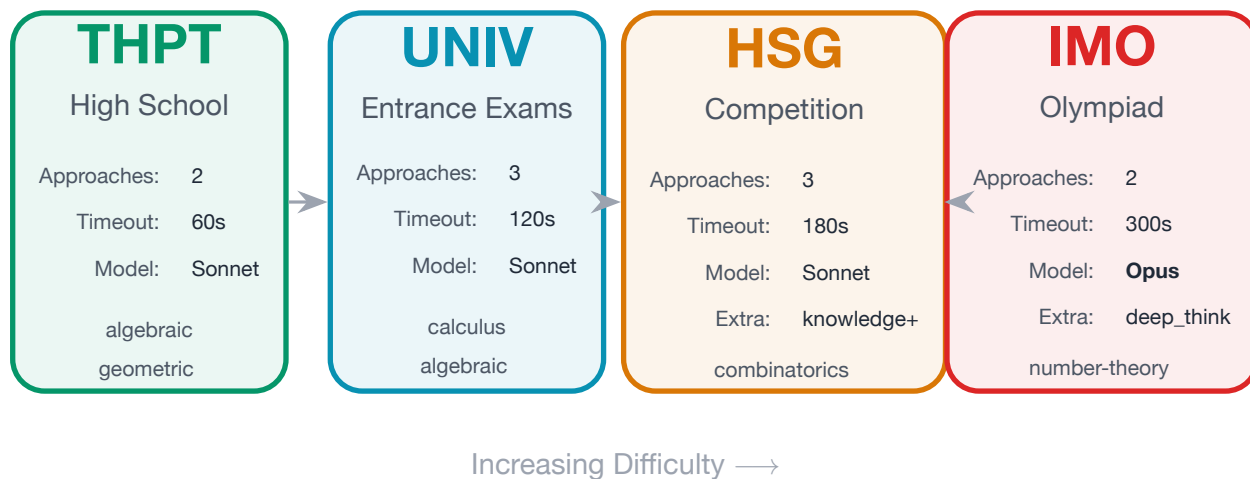 THPT
High School
Approaches: 2
Timeout: 60s
Model: Sonnet
algebraic
geometric
UNIV
Entrance Exams
Approaches: 3
Timeout: 120s
Model: Sonnet
calculus
algebraic
HSG
Competition
Approaches: 3
Timeout: 180s
Model: Sonnet
Extra: knowledge+
combinatorics
IMO
Olympiad
Approaches: 2
Timeout: 300s
Model: Opus
Extra: deep_think
number-theory
Increasing Difficulty ⟶